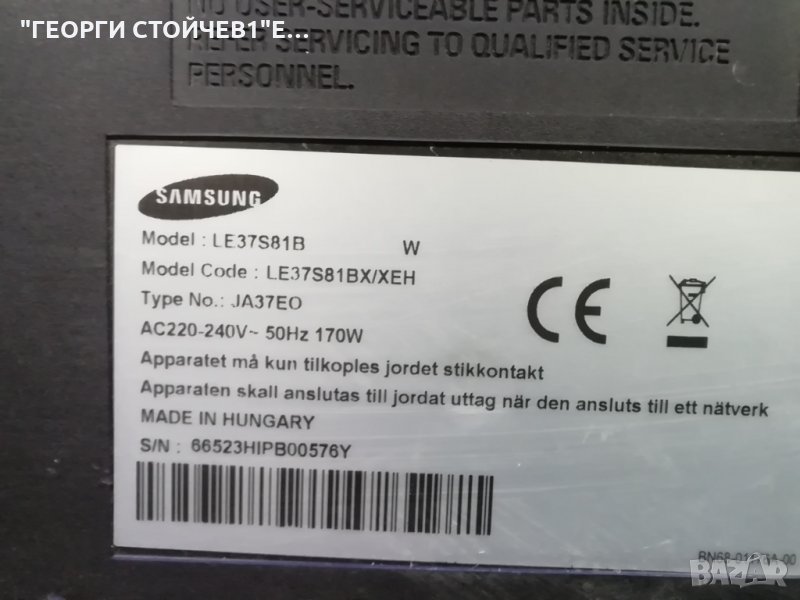 "ГЕОРГИ СТОЙЧЕВ1"Е...
NO USER-SERVICEABLE PARTS INSIDE.
REFER SERVICING TO QUALIFIED SERVICE
PERSONNEL.
SAMSUNG
Model : LE37S81B W
Model Code : LE37S81BX/XEH
Type No.: JA37EO
AC220-240V~ 50Hz 170W
Apparatet må kun tilkoples jordet stikkontakt
Apparaten skall anslutas till jordat uttag när den ansluts till ett nätverk
MADE IN HUNGARY
S/N : 66523HIPB00576Y
CE
BAZAR